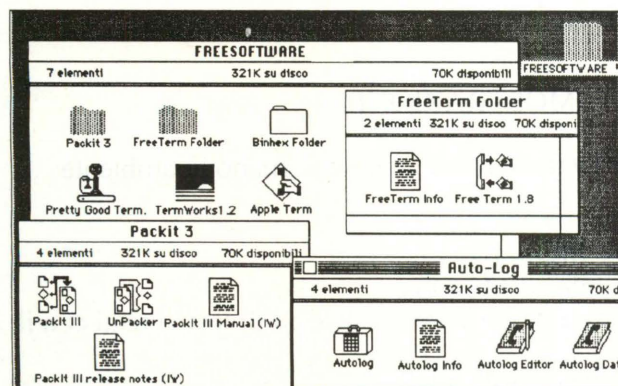 FREESOFTWARE
7 elementi 321K su disco 70K disponibili
Packit 3 FreeTerm Folder Binhex Folder
Pretty Good Term. TermWorks1.2 Apple Term
FREESOFTWARE
FreeTerm Folder
2 elementi 321K su disco 70K disponi
FreeTerm Info Free Term 1.8
Packit 3
4 elementi 321K su disco 70K disponibili
PackIt III UnPacker PackIt III Manual (IW)
PackIt III release notes (IW)
Auto-Log
4 elementi 321K su disco 70K d
Autolog Autolog Info Autolog Editor Autolog Dat